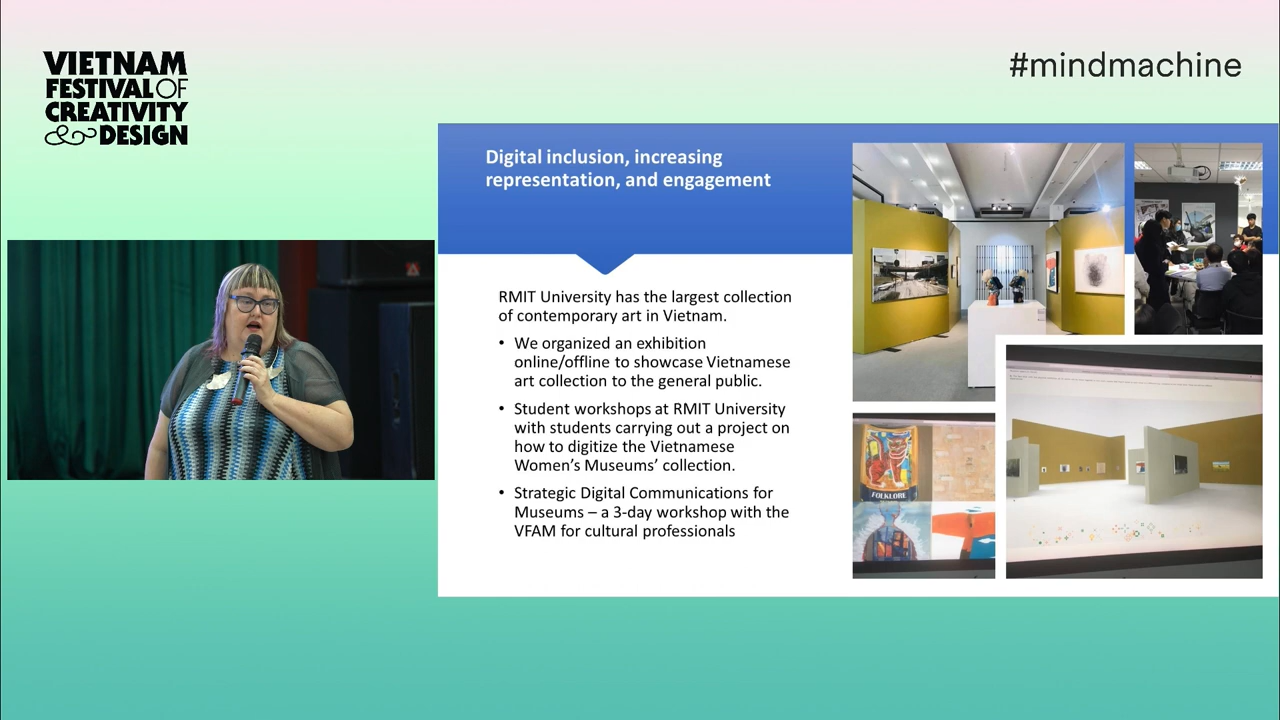 VIETNAM
FESTIVAL OF
CREATIVITY
& DESIGN
#mindmachine
Digital inclusion, increasing
representation, and engagement
RMIT University has the largest collection
of contemporary art in Vietnam.
• We organized an exhibition
online/offline to showcase Vietnamese
art collection to the general public.
• Student workshops at RMIT University
with students carrying out a project on
how to digitize the Vietnamese
Women’s Museums’ collection.
• Strategic Digital Communications for
Museums – a 3-day workshop with the
VFAM for cultural professionals
FOLKLORE